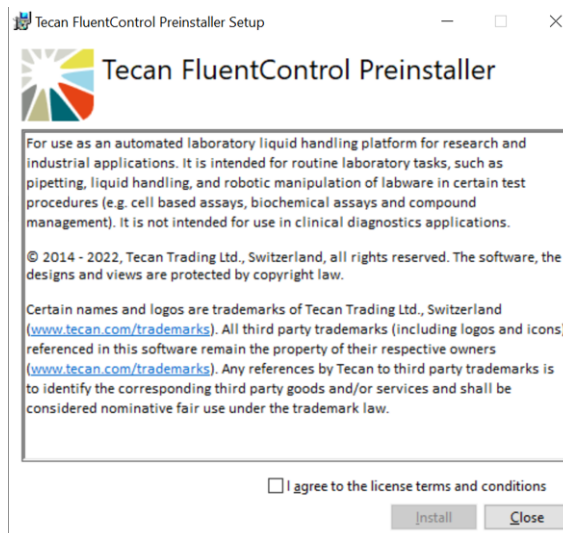 Tecan FluentControl Preinstaller Setup
Tecan FluentControl Preinstaller
For use as an automated laboratory liquid handling platform for research and
industrial applications. It is intended for routine laboratory tasks, such as
pipetting, liquid handling, and robotic manipulation of labware in certain test
procedures (e.g. cell based assays, biochemical assays and compound
management). It is not intended for use in clinical diagnostics applications.
© 2014 - 2022, Tecan Trading Ltd., Switzerland, all rights reserved. The software, the
designs and views are protected by copyright law.
Certain names and logos are trademarks of Tecan Trading Ltd., Switzerland
(www.tecan.com/trademarks). All third party trademarks (including logos and icons)
referenced in this software remain the property of their respective owners
(www.tecan.com/trademarks). Any references by Tecan to third party trademarks is
to identify the corresponding third party goods and/or services and shall be
considered nominative fair use under the trademark law.
I agree to the license terms and conditions
Install
Close